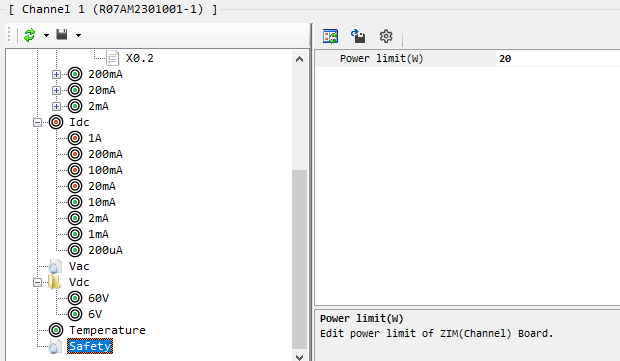 [ Channel 1 (R07AM2301001-1) ]
X0.2
200mA
20mA
2mA
Idc
1A
200mA
100mA
20mA
10mA
2mA
1mA
200uA
Vac
Vdc
60V
6V
Temperature
Safety
Power limit(W) 20
Power limit(W)
Edit power limit of ZIM(Channel) Board.